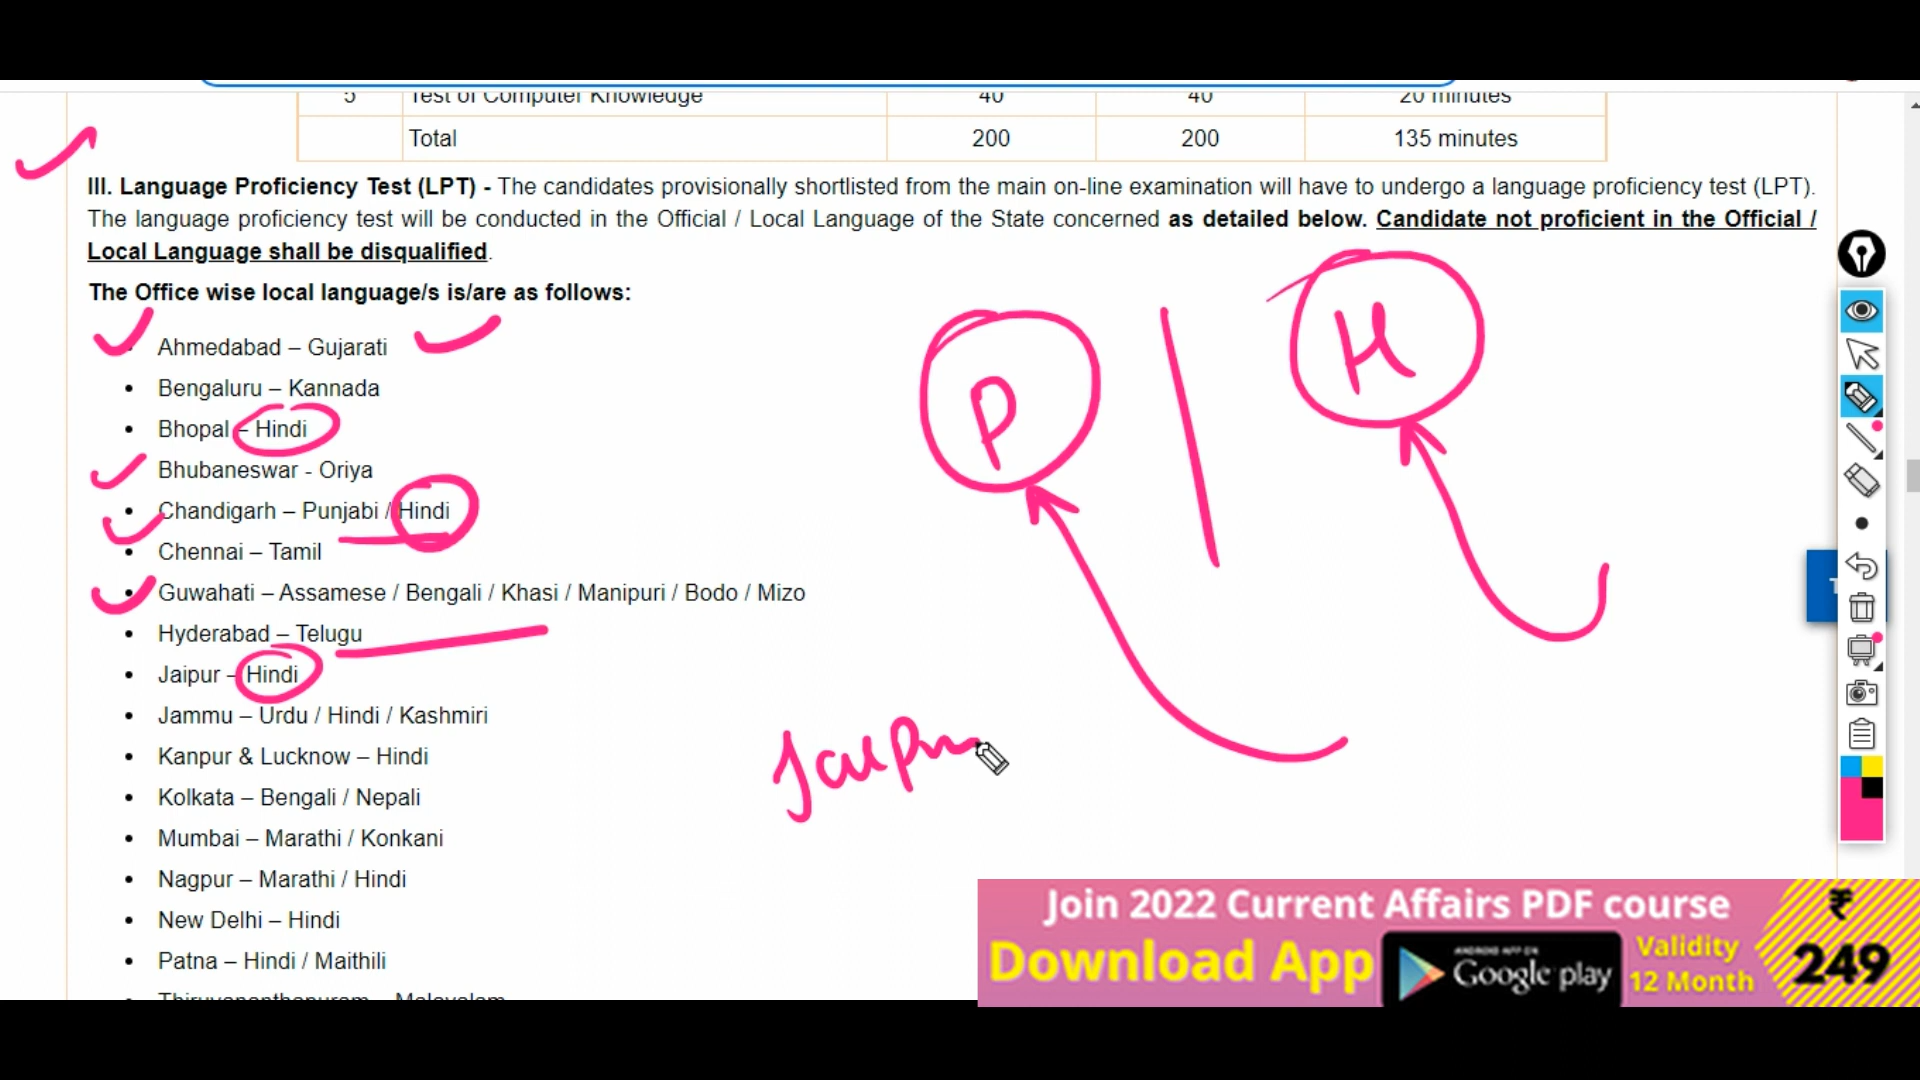 5 Test of Computer Knowledge 40 40 20 minutes
Total 200 200 135 minutes
III. Language Proficiency Test (LPT) - The candidates provisionally shortlisted from the main on-line examination will have to undergo a language proficiency test (LPT).
The language proficiency test will be conducted in the Official / Local Language of the State concerned as detailed below. Candidate not proficient in the Official /
Local Language shall be disqualified.
The Office wise local language/s is/are as follows:
Ahmedabad – Gujarati
• Bengaluru – Kannada
• Bhopal – Hindi
Bhubaneswar - Oriya
• Chandigarh – Punjabi / Hindi
• Chennai – Tamil
• Guwahati – Assamese / Bengali / Khasi / Manipuri / Bodo / Mizo
• Hyderabad – Telugu
• Jaipur – Hindi
• Jammu – Urdu / Hindi / Kashmiri
• Kanpur & Lucknow – Hindi
• Kolkata – Bengali / Nepali
• Mumbai – Marathi / Konkani
• Nagpur – Marathi / Hindi
• New Delhi – Hindi
• Patna – Hindi / Maithili
• Thiruvananthapuram – Malayalam
P
H
Jaipu
Join 2022 Current Affairs PDF course
Download App
ANDROID APP ON
Google play
Validity
12 Month
₹
249